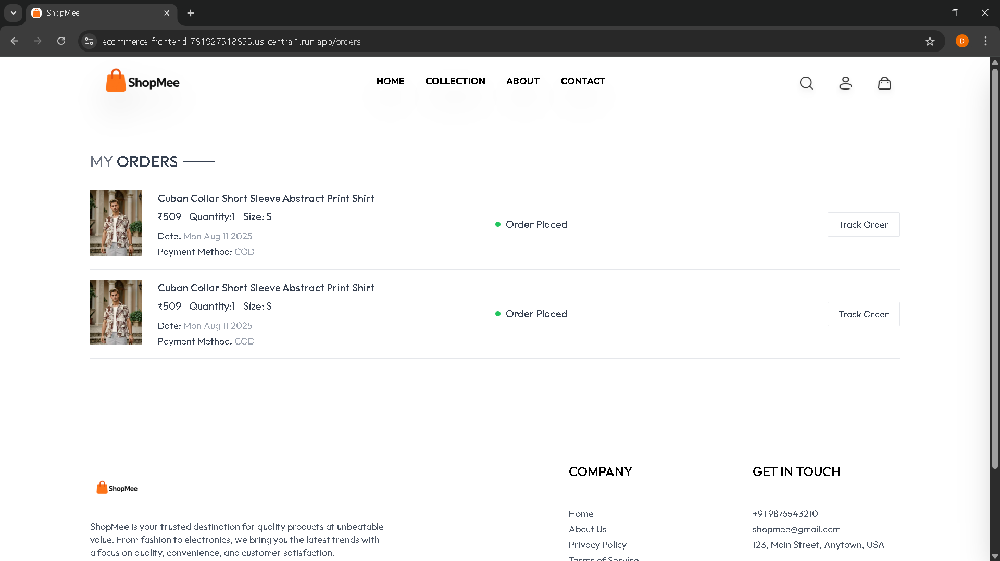 ShopMee
ecommerce-frontend-781927518855.us-central1.run.app/orders
D
ShopMee
HOME COLLECTION ABOUT CONTACT
MY ORDERS
Cuban Collar Short Sleeve Abstract Print Shirt
₹509 Quantity:1 Size: S
Date: Mon Aug 11 2025
Payment Method: COD
Order Placed
Track Order
Cuban Collar Short Sleeve Abstract Print Shirt
₹509 Quantity:1 Size: S
Date: Mon Aug 11 2025
Payment Method: COD
Order Placed
Track Order
ShopMee
ShopMee is your trusted destination for quality products at unbeatable
value. From fashion to electronics, we bring you the latest trends with
a focus on quality, convenience, and customer satisfaction.
COMPANY
Home
About Us
Privacy Policy
Terms of Service
GET IN TOUCH
+91 9876543210
shopmee@gmail.com
123, Main Street, Anytown, USA